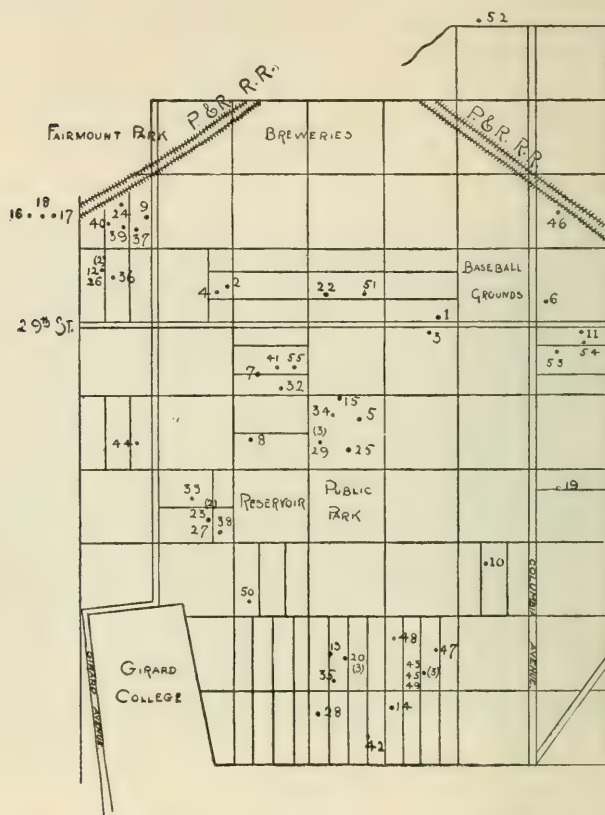 52
P.&R. R.R.
P.&R. R.R.
FAIRMOUNT PARK
BREWERIES
16 18 17
24 9
40 39 37
46
(2)
12 36
26
4 2
22 51
BASEBALL
GROUNDS
6
29th ST.
1
3
11
54
53
41 55
7
32
15
34 5
(3)
29 25
44
8
33
(2)
23
27 38
RESERVOIR
PUBLIC
PARK
19
10
50
COLUMBIA AVENUE
GIRARD
COLLEGE
GIRARD AVENUE
13
20
(3)
35
48
47
43
45 (3)
49
28
14
42